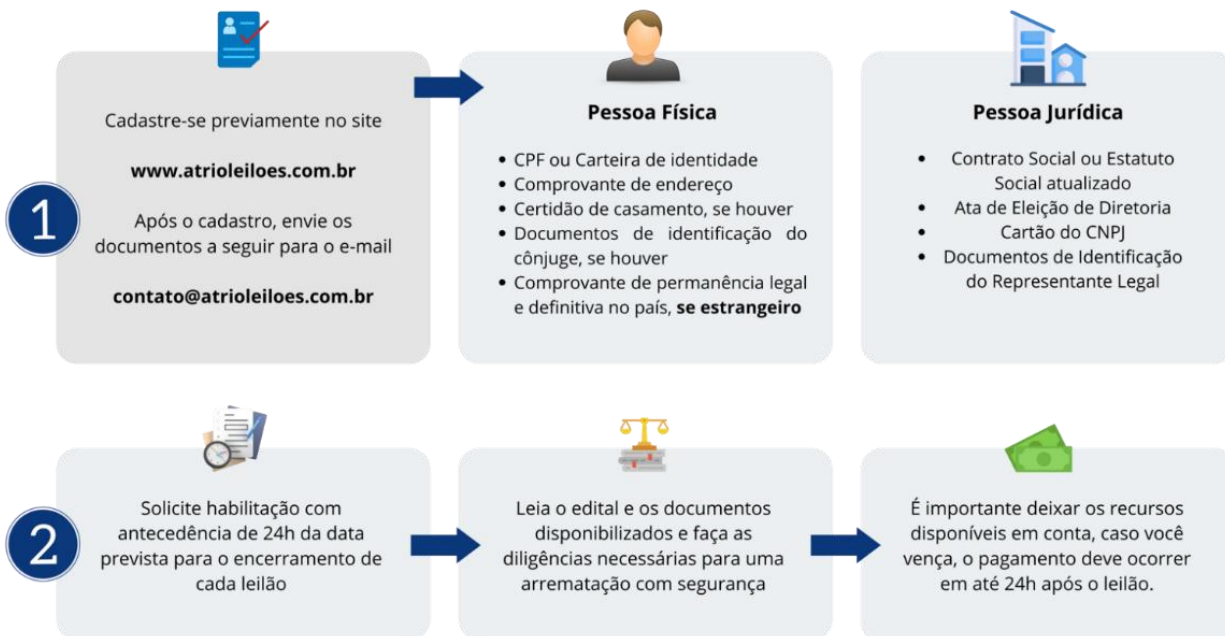 1
Cadastre-se previamente no site
www.atrioleiloes.com.br
Após o cadastro, envie os
documentos a seguir para o e-mail
contato@atrioleiloes.com.br
Pessoa Física
• CPF ou Carteira de identidade
• Comprovante de endereço
• Certidão de casamento, se houver
• Documentos de identificação do
cônjuge, se houver
• Comprovante de permanência legal
e definitiva no país, se estrangeiro
Pessoa Jurídica
• Contrato Social ou Estatuto
Social atualizado
• Ata de Eleição de Diretoria
• Cartão do CNPJ
• Documentos de Identificação
do Representante Legal
2
Solicite habilitação com
antecedência de 24h da data
prevista para o encerramento de
cada leilão
Leia o edital e os documentos
disponibilizados e faça as
diligências necessárias para uma
arrematação com segurança
É importante deixar os recursos
disponíveis em conta, caso você
vença, o pagamento deve ocorrer
em até 24h após o leilão.